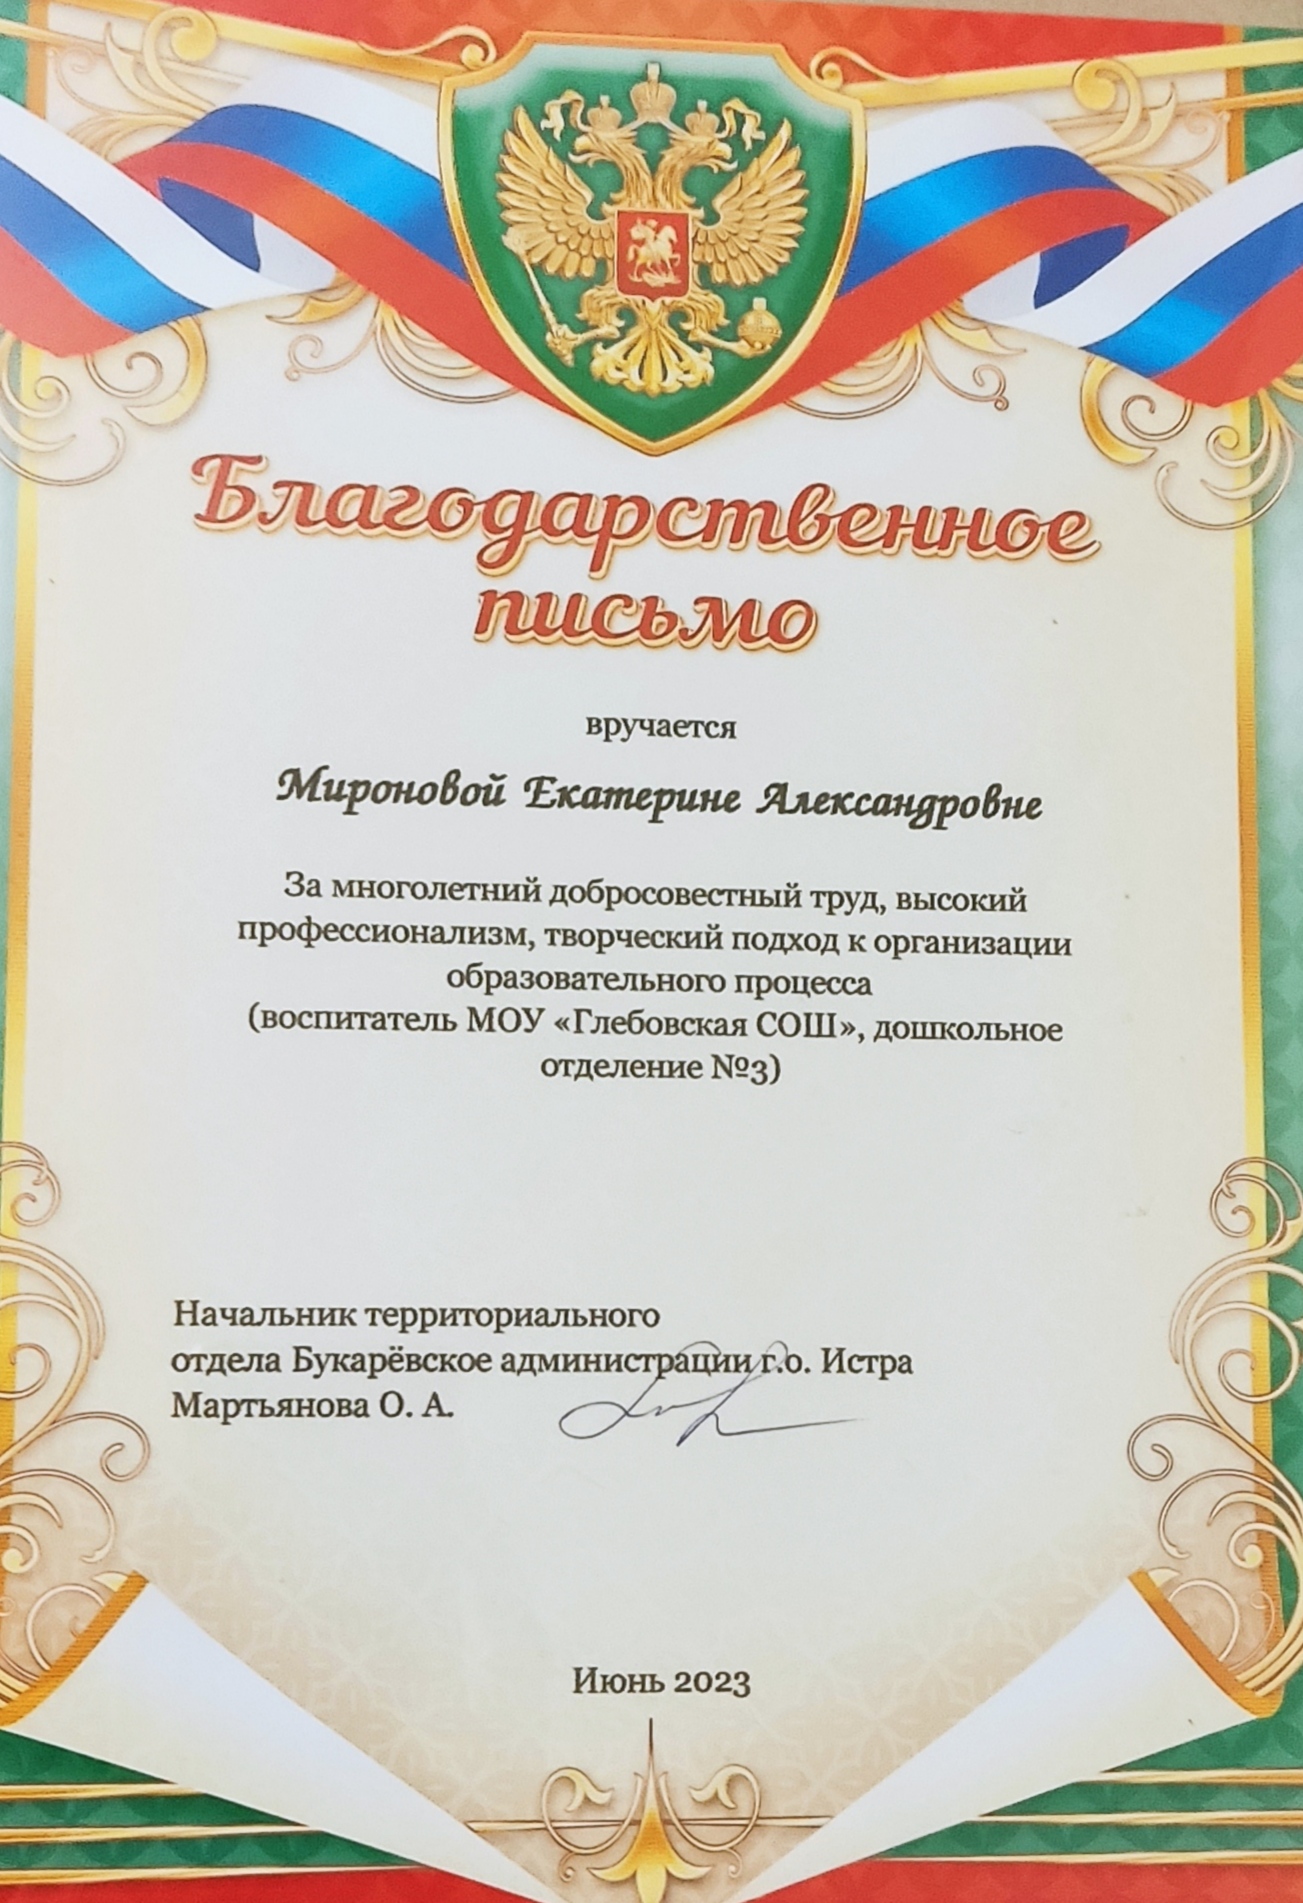 Благодарственное
письмо
вручается
Мироновой Екатерине Александровне
За многолетний добросовестный труд, высокий
профессионализм, творческий подход к организации
образовательного процесса
(воспитатель МОУ «Глебовская СОШ», дошкольное
отделение №3)
Начальник территориального
отдела Букарёвское администрации г.о. Истра
Мартьянова О. А.
Июнь 2023